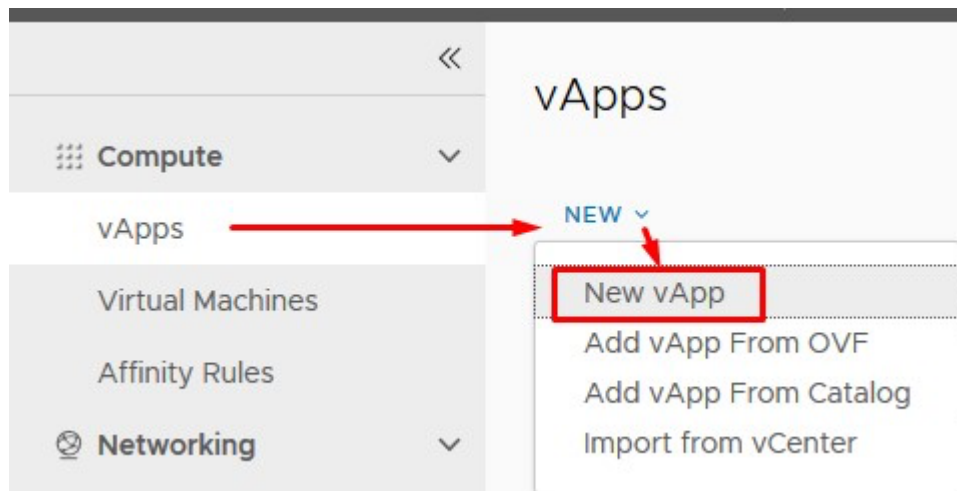 vApps
Compute
NEW
vApps
New vApp
Virtual Machines
Add vApp From OVF
Affinity Rules
Add vApp From Catalog
Networking
Import from vCenter